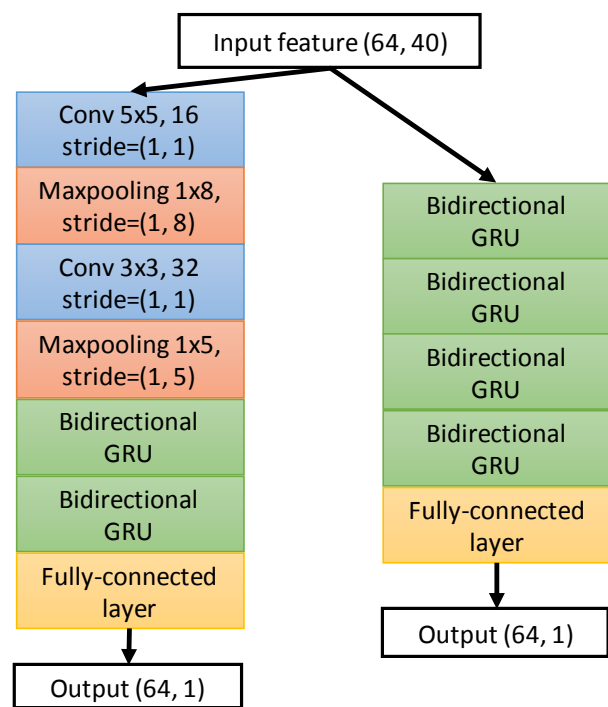 Input feature (64, 40)
Conv 5x5, 16
stride=(1, 1)
Maxpooling 1x8,
stride=(1, 8)
Conv 3x3, 32
stride=(1, 1)
Maxpooling 1x5,
stride=(1, 5)
Bidirectional
GRU
Bidirectional
GRU
Fully-connected
layer
Output (64, 1)
Bidirectional
GRU
Bidirectional
GRU
Bidirectional
GRU
Bidirectional
GRU
Fully-connected
layer
Output (64, 1)